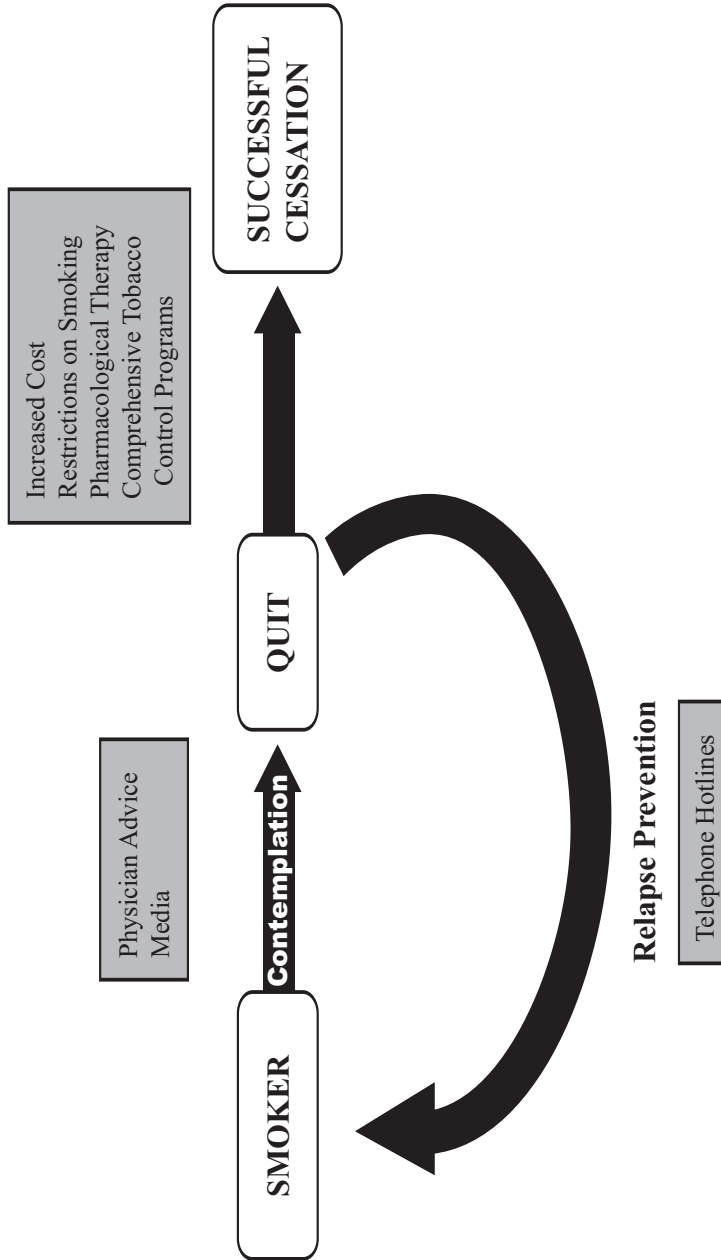 Physician Advice
Media
Increased Cost
Restrictions on Smoking
Pharmacological Therapy
Comprehensive Tobacco
Control Programs
SMOKER
Contemplation
QUIT
SUCCESSFUL
CESSATION
Relapse Prevention
Telephone Hotlines